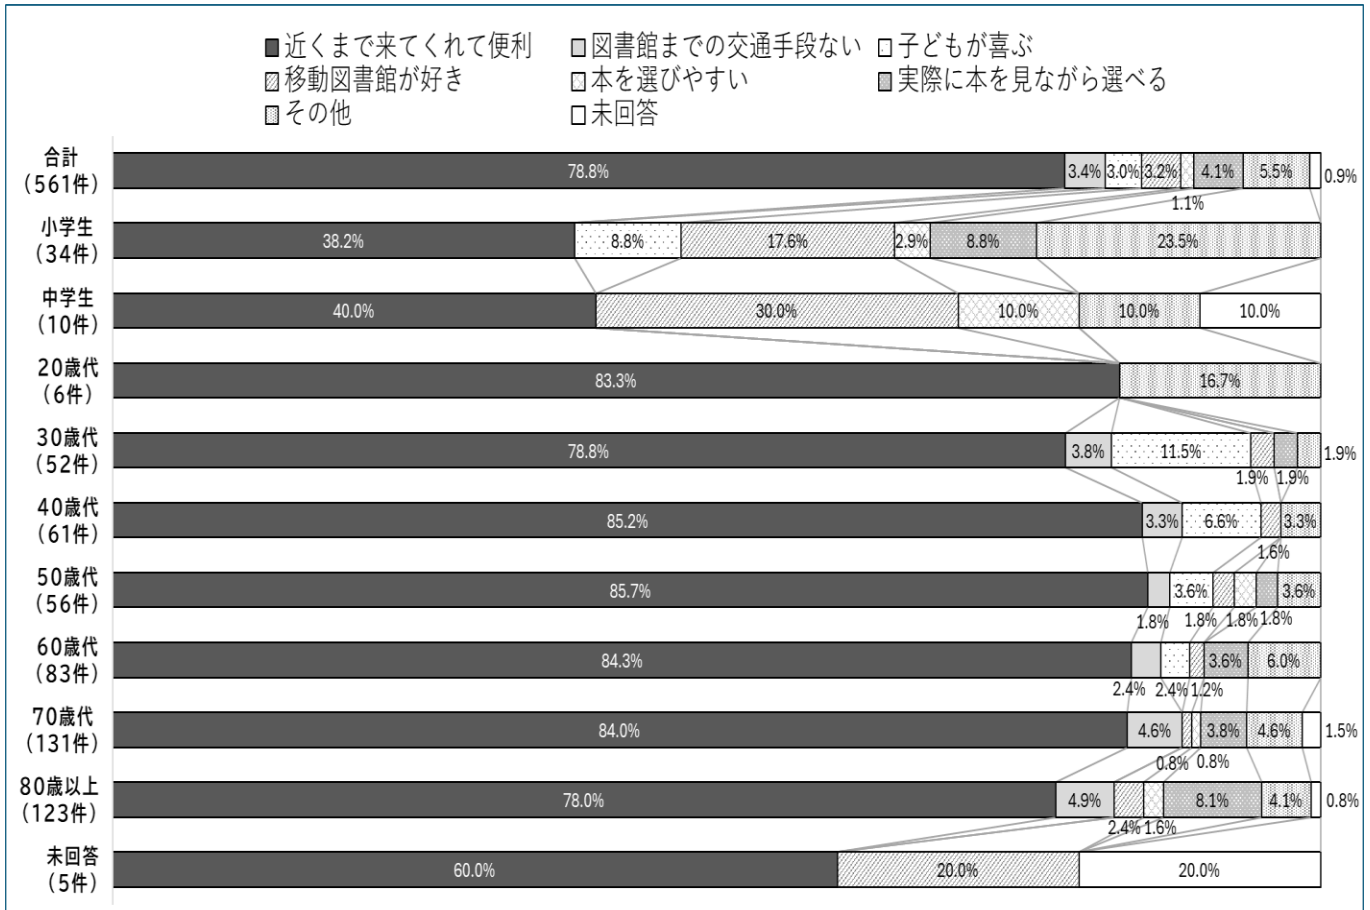 近くまで来てくれて便利 図書館までの交通手段ない 子どもが喜ぶ
移動図書館が好き 本を選びやすい 実際に本を見ながら選べる
その他 未回答
合計
(561件)
78.8% 3.4% 3.0% 3.2% 4.1% 5.5% 0.9%
1.1%
小学生
(34件)
38.2% 8.8% 17.6% 2.9% 8.8% 23.5%
中学生
(10件)
40.0% 30.0% 10.0% 10.0% 10.0%
20歳代
(6件)
83.3% 16.7%
30歳代
(52件)
78.8% 3.8% 11.5% 1.9%
1.9% 1.9%
40歳代
(61件)
85.2% 3.3% 6.6% 3.3%
1.6%
50歳代
(56件)
85.7% 3.6% 3.6%
1.8% 1.8% 1.8% 1.8%
60歳代
(83件)
84.3% 3.6% 6.0%
2.4% 2.4% 1.2%
70歳代
(131件)
84.0% 4.6% 3.8% 4.6% 1.5%
0.8% 0.8%
80歳以上
(123件)
78.0% 4.9% 8.1% 4.1% 0.8%
2.4% 1.6%
未回答
(5件)
60.0% 20.0% 20.0%